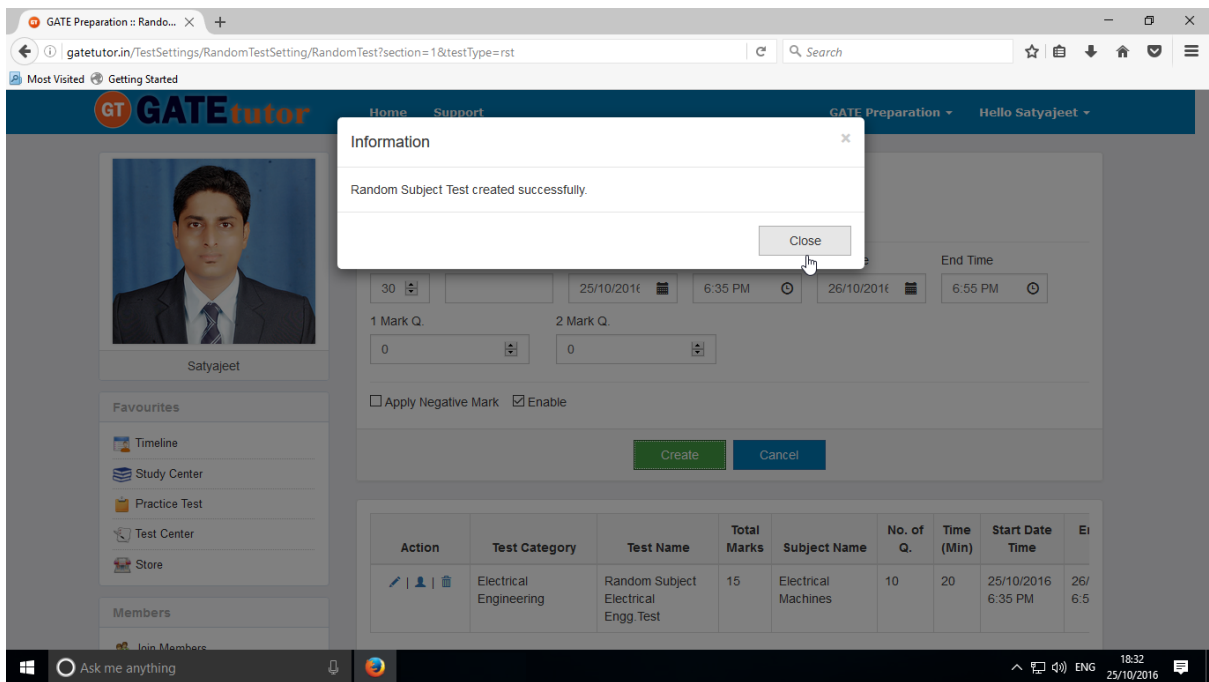 GATE Preparation :: Rando...
gatetutor.in/TestSettings/RandomTestSetting/RandomTest?section=1&testType=rst
Search
Most Visited Getting Started
GT GATEtutor
Home Support GATE Preparation Hello Satyajeet
Information
×
Random Subject Test created successfully.
Close
End Time
30 25/10/2016 6:35 PM 26/10/2016 6:55 PM
1 Mark Q. 2 Mark Q.
0 0
Satyajeet
Apply Negative Mark Enable
Favourites
Timeline
Create Cancel
Study Center
Practice Test
Test Center
Store
Action Test Category Test Name Total Marks Subject Name No. of Q. Time (Min) Start Date Time
Electrical Random Subject 15 Electrical 10 20 25/10/2016 26/
Engineering Electrical Machines 6:35 PM 6:5
Engg.Test
Members
Join Members
Ask me anything
ENG
18:32
25/10/2016